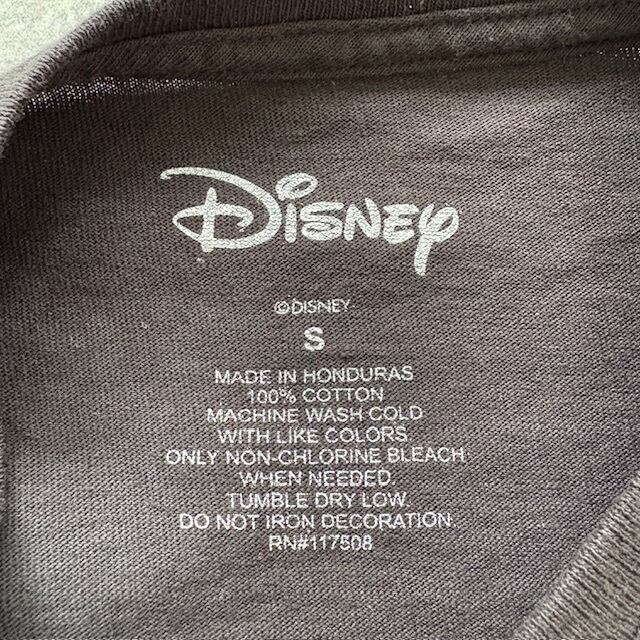 Disney
©DISNEY
S
MADE IN HONDURAS
100% COTTON
MACHINE WASH COLD
WITH LIKE COLORS.
ONLY NON-CHLORINE BLEACH
WHEN NEEDED.
TUMBLE DRY LOW.
DO NOT IRON DECORATION.
RN#117508